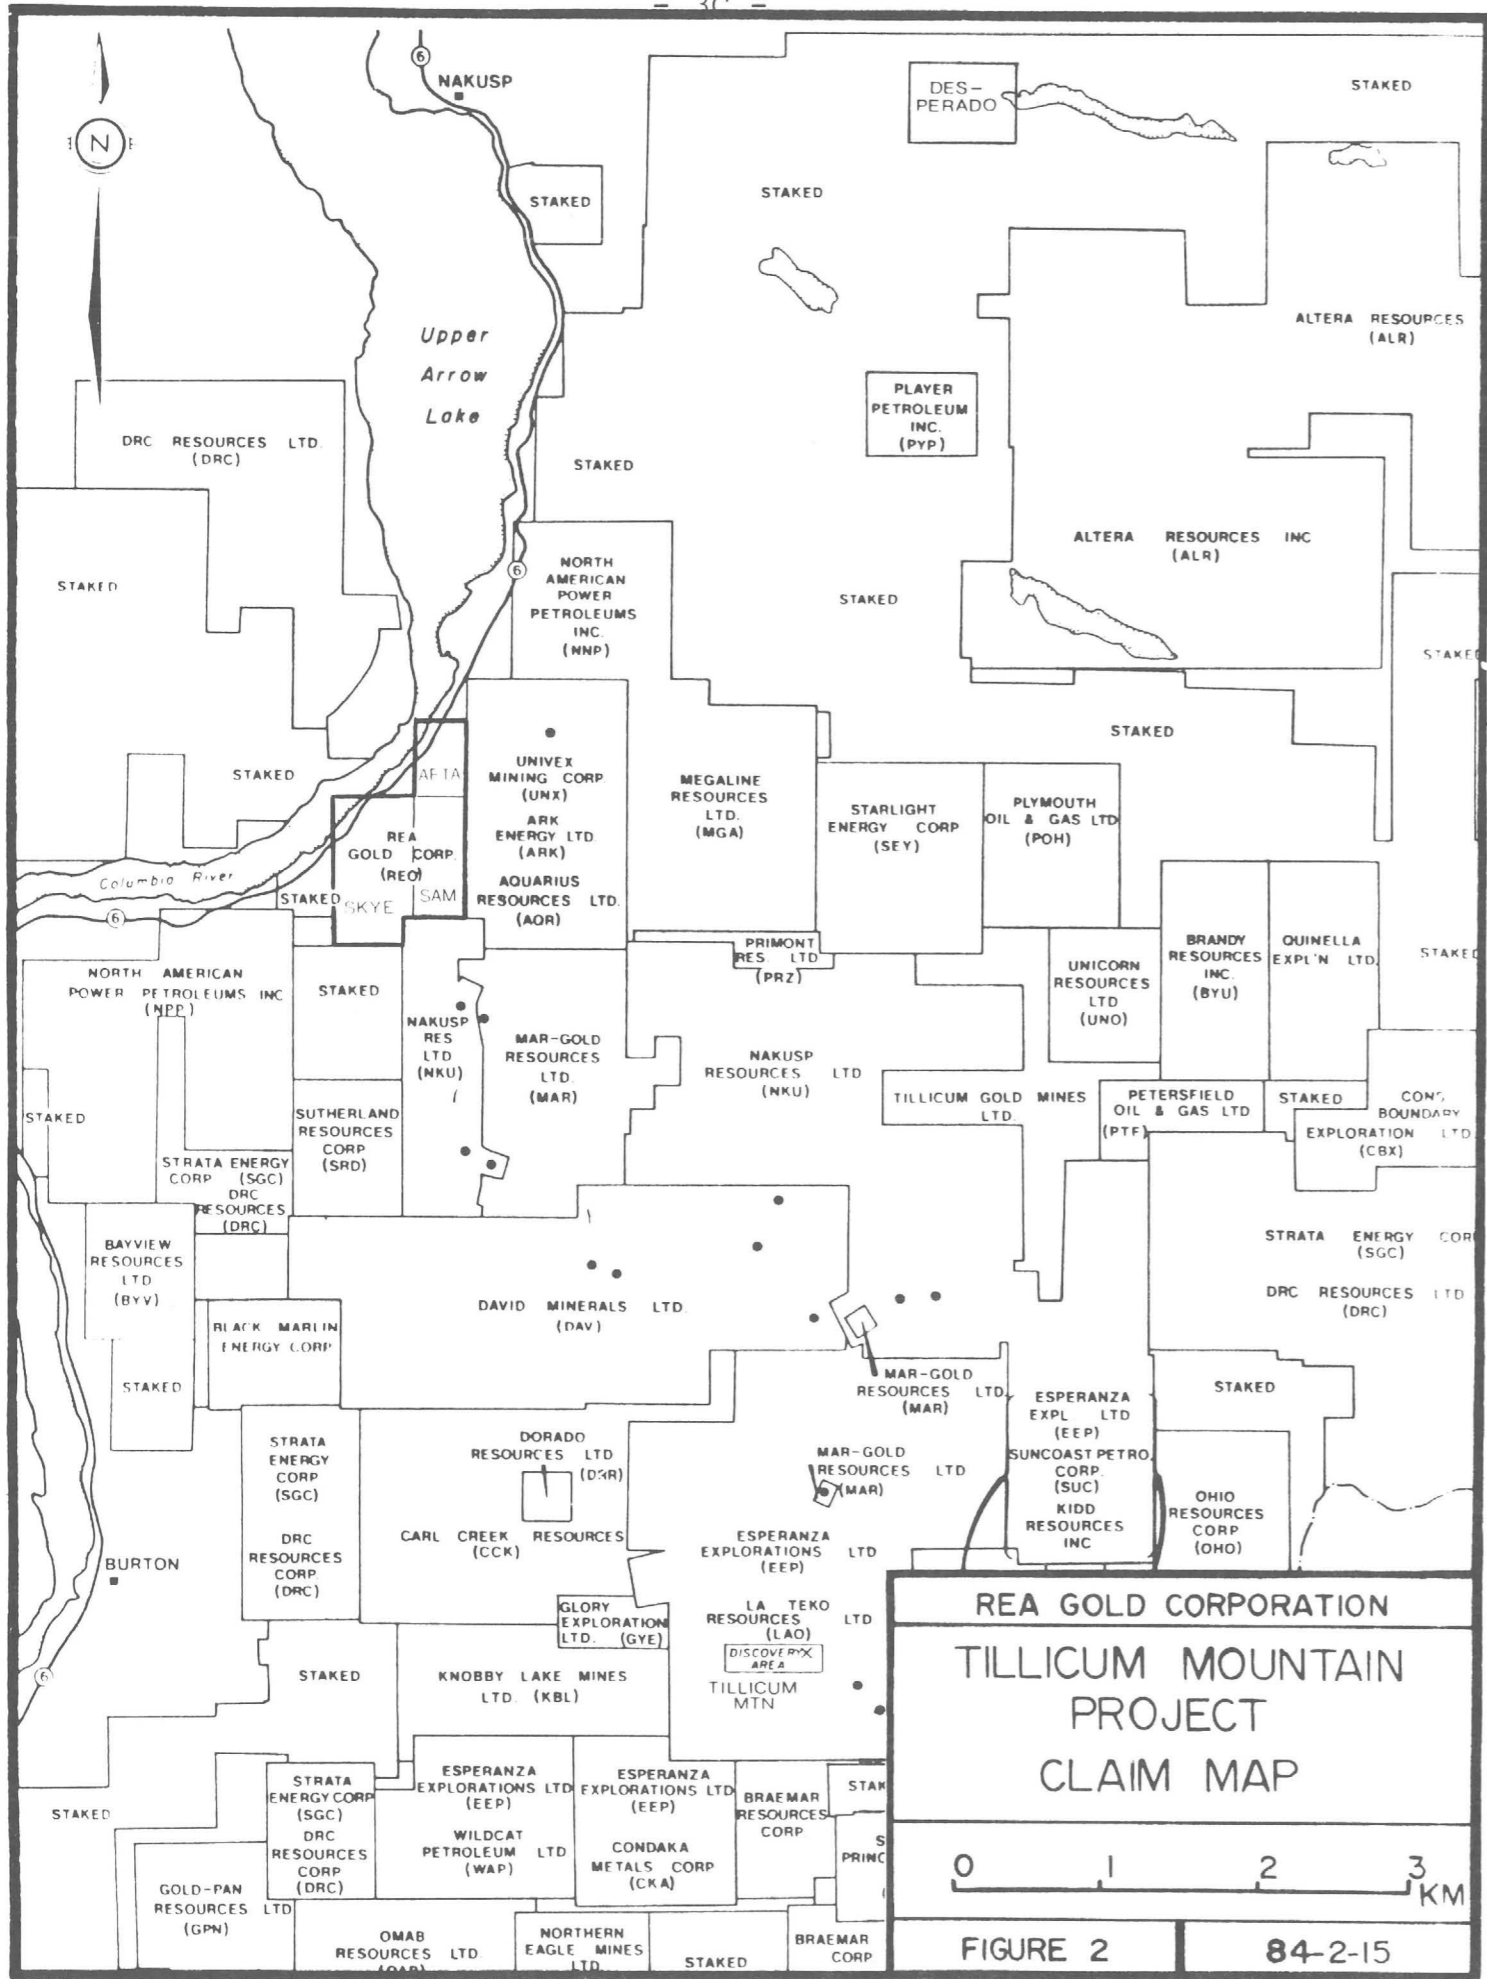 6
NAKUSP
DES-
PERADO
STAKED
N
STAKED
STAKED
Upper
Arrow
Lake
ALTERA RESOURCES
(ALR)
PLAYER
PETROLEUM
INC.
(PYP)
DRC RESOURCES LTD.
(DRC)
STAKED
ALTERA RESOURCES INC
(ALR)
6
NORTH
AMERICAN
POWER
PETROLEUMS
INC.
(NNP)
STAKED
STAKED
STAKED
STAKED
STAKED
UNIVEX
MINING CORP.
(UNX)
ARK
ENERGY LTD.
(ARK)
AQUARIUS
RESOURCES LTD.
(AQR)
MEGALINE
RESOURCES
LTD.
(MGA)
STARLIGHT
ENERGY CORP
(SEY)
PLYMOUTH
OIL & GAS LTD
(POH)
REA
GOLD CORP.
(REO)
SKYE
SAM
Columbia River
STAKED
6
NORTH AMERICAN
POWER PETROLEUMS INC
(NPP)
STAKED
PRIMONT
RES. LTD
(PRZ)
UNICORN
RESOURCES
LTD
(UNO)
BRANDY
RESOURCES
INC.
(BYU)
QUINELLA
EXPL'N LTD.
STAKED
NAKUSP
RES
LTD
(NKU)
MAR-GOLD
RESOURCES
LTD.
(MAR)
NAKUSP
RESOURCES LTD
(NKU)
TILLICUM GOLD MINES
LTD.
PETERSFIELD
OIL & GAS LTD
(PTF)
STAKED
CONS
BOUNDARY
EXPLORATION LTD
(CBX)
STAKED
SUTHERLAND
RESOURCES
CORP
(SRD)
STRATA ENERGY
CORP (SGC)
DRC
RESOURCES
(DRC)
BAYVIEW
RESOURCES
LTD
(BYV)
STRATA ENERGY COR
(SGC)
DRC RESOURCES LTD
(DRC)
DAVID MINERALS LTD.
(DAV)
BLACK MARLIN
ENERGY CORP
STAKED
MAR-GOLD
RESOURCES LTD.
(MAR)
ESPERANZA
EXPL LTD
(EEP)
SUNCOAST PETRO.
CORP.
(SUC)
KIDD
RESOURCES
INC
STAKED
STRATA
ENERGY
CORP
(SGC)
DRC
RESOURCES
CORP.
(DRC)
DORADO
RESOURCES LTD
MAR-GOLD
RESOURCES LTD
(MAR)
OHIO
RESOURCES
CORP
(OHO)
CARL CREEK RESOURCES
(CCK)
ESPERANZA
EXPLORATIONS LTD
(EEP)
BURTON
GLORY
EXPLORATION
LTD. (GYE)
LA TEKO
RESOURCES LTD
(LAO)
DISCOVERY X
AREA
TILLICUM
MTN
6
STAKED
KNOBBY LAKE MINES
LTD. (KBL)
STAKED
STRATA
ENERGY CORP
(SGC)
DRC
RESOURCES
CORP
(DRC)
ESPERANZA
EXPLORATIONS LTD
(EEP)
WILDCAT
PETROLEUM LTD
(WAP)
ESPERANZA
EXPLORATIONS LTD
(EEP)
CONDAKA
METALS CORP
(CKA)
BRAEMAR
RESOURCES
CORP
STAK
S
PRINC
GOLD-PAN
RESOURCES LTD
(GPN)
OMAB
RESOURCES LTD.
NORTHERN
EAGLE MINES
LTD.
STAKED
BRAEMAR
CORP
REA GOLD CORPORATION
TILLICUM MOUNTAIN
PROJECT
CLAIM MAP
0 1 2 3
KM
FIGURE 2
84-2-15